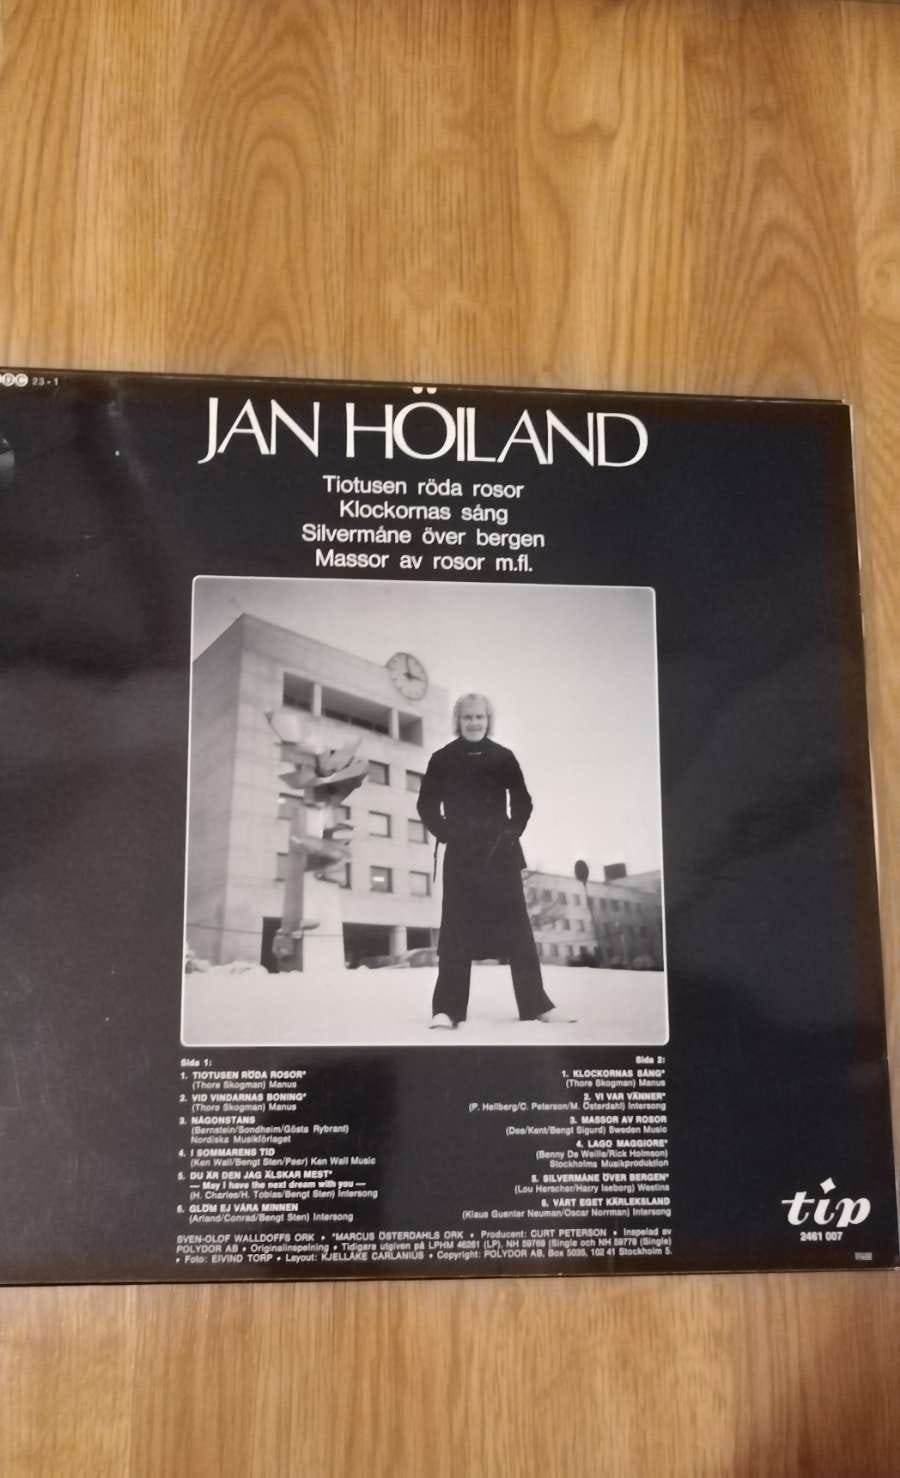 DC 23-1
JAN HÖILAND
Tiotusen röda rosor
Klockornas sång
Silvermåne över bergen
Massor av rosor m.fl.
Sida 1:
1. TIOTUSEN RÖDA ROSOR*
(Thore Skogman) Manus
2. VID VINDARNAS BONING*
(Thore Skogman) Manus
3. NÅGONSTANS
(Bernstein/Sondheim/Gösta Rybrant)
Nordiska Musikförlaget
4. I SOMMARENS TID
(Ken Wall/Bengt Sten/Peer) Ken Wall Music
5. DU ÄR DEN JAG ÄLSKAR MEST*
— May I have the next dream with you —
(H. Charles/H. Tobias/Bengt Sten) Intersong
6. GLÖM EJ VÅRA MINNEN
(Arland/Conrad/Bengt Sten) Intersong
Sida 2:
1. KLOCKORNAS SÅNG*
(Thore Skogman) Manus
2. VI VAR VÄNNER*
(P. Hellberg/C. Peterson/M. Österdahl) Intersong
3. MASSOR AV ROSOR
(Dee/Kent/Bengt Sigurd) Sweden Music
4. LAGO MAGGIORE*
(Benny De Weille/Rick Holmson)
Stockholms Musikproduktion
5. SILVERMÅNE ÖVER BERGEN*
(Lou Herscher/Harry Iseborg) Westins
6. VÅRT EGET KÄRLEKSLAND
(Klaus Guenter Neuman/Oscar Norrman) Intersong
SVEN-OLOF WALLDOFFS ORK • *MARCUS ÖSTERDAHLS ORK • Producent: CURT PETERSON • Inspelad av
POLYDOR AB • Originalinspelning • Tidigare utgiven på LPHM 46261 (LP), NH 59769 (Single och NH 59778 (Single)
• Foto: EIVIND TORP • Layout: KJELLÅKE CARLANIUS • Copyright: POLYDOR AB, Box 5035, 102 41 Stockholm 5.
tip
2461 007